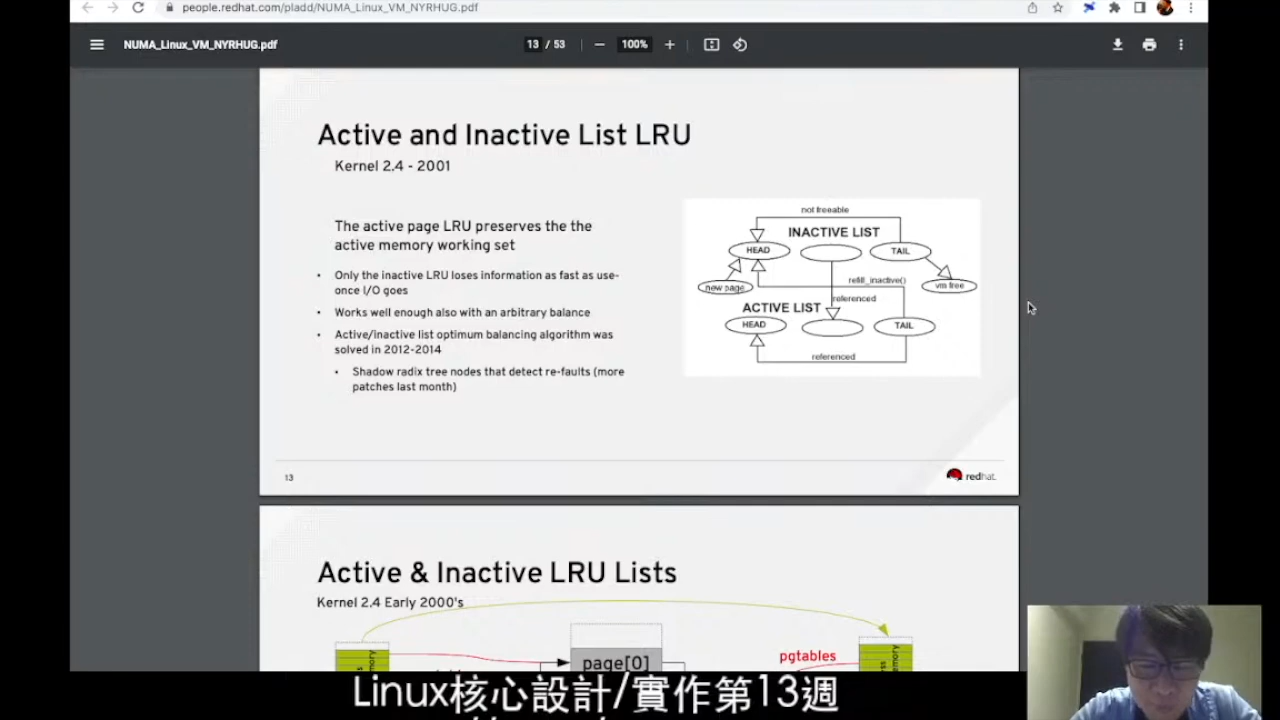 people.redhat.com/pladd/NUMA_Linux_VM_NYRHUG.pdf
NUMA_Linux_VM_NYRHUG.pdf
13 / 53
100%
Active and Inactive List LRU
Kernel 2.4 - 2001
The active page LRU preserves the the
active memory working set
• Only the inactive LRU loses information as fast as use-
once I/O goes
• Works well enough also with an arbitrary balance
• Active/inactive list optimum balancing algorithm was
solved in 2012-2014
• Shadow radix tree nodes that detect re-faults (more
patches last month)
not freeable
INACTIVE LIST
HEAD
TAIL
new page
refill_inactive()
vm free
referenced
ACTIVE LIST
HEAD
TAIL
referenced
13
redhat.
Active & Inactive LRU Lists
Kernel 2.4 Early 2000's
page[0]
pgtables
Linux核心設計/實作第13週